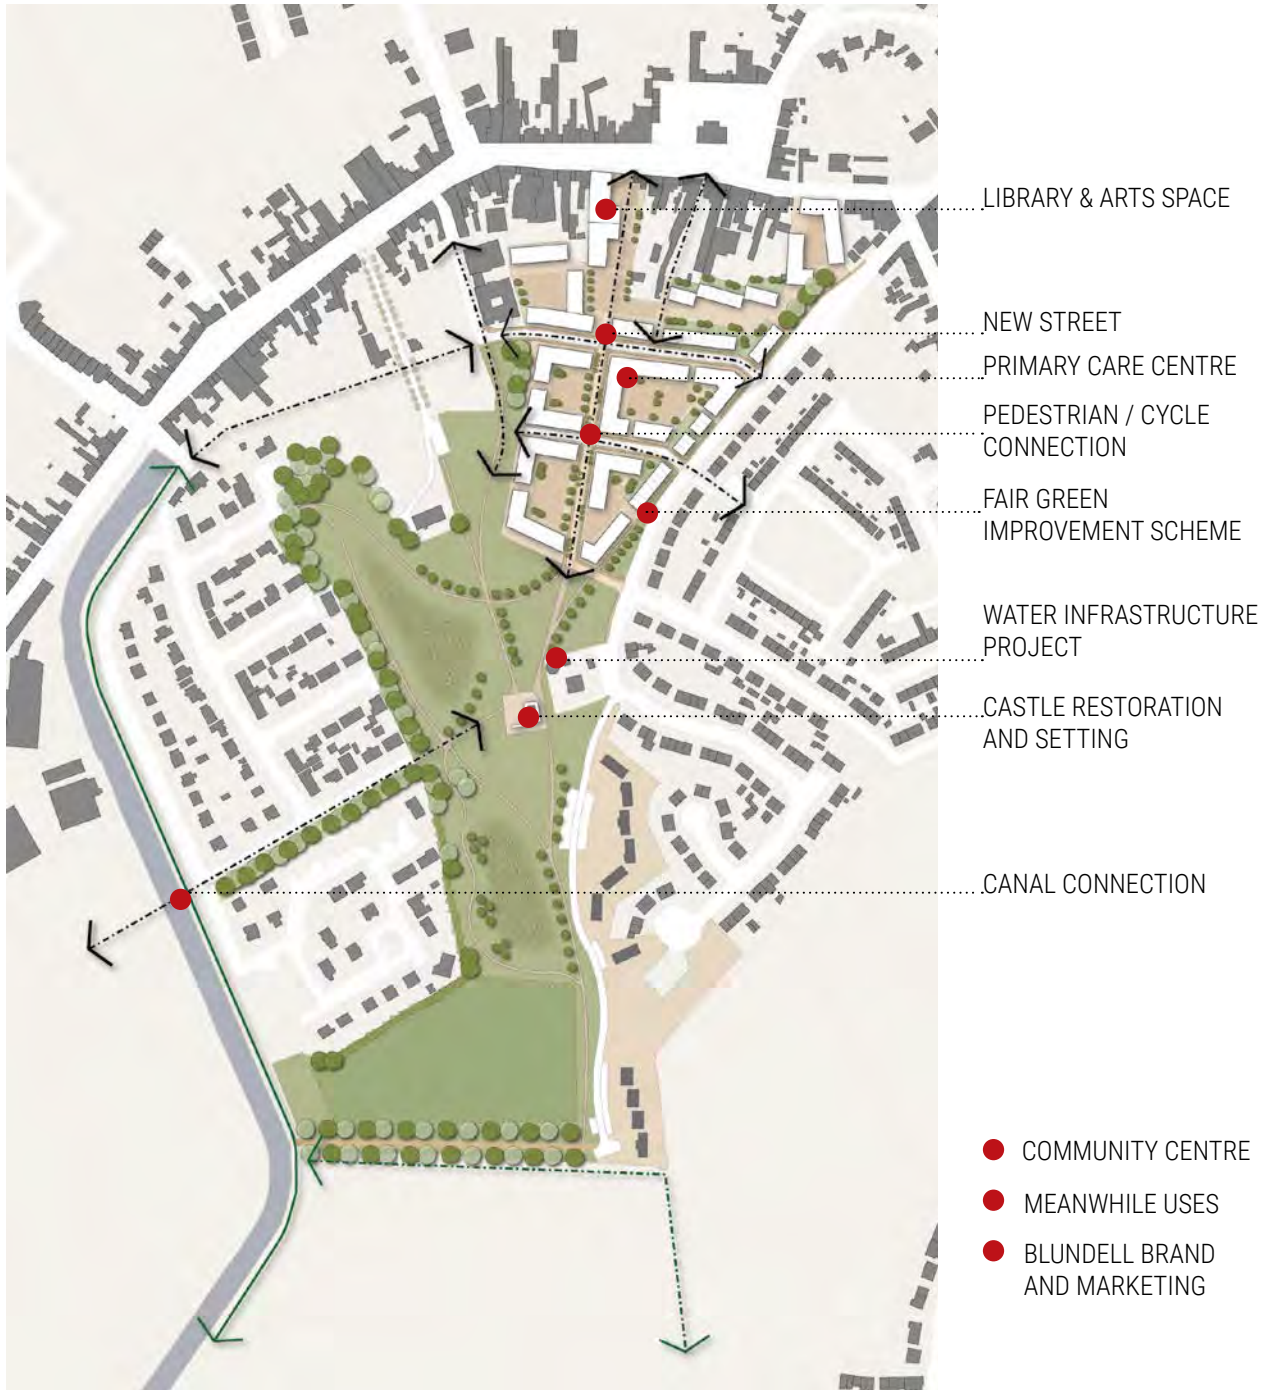 LIBRARY & ARTS SPACE
NEW STREET
PRIMARY CARE CENTRE
PEDESTRIAN / CYCLE
CONNECTION
FAIR GREEN
IMPROVEMENT SCHEME
WATER INFRASTRUCTURE
PROJECT
CASTLE RESTORATION
AND SETTING
CANAL CONNECTION
COMMUNITY CENTRE
MEANWHILE USES
BLUNDELL BRAND
AND MARKETING